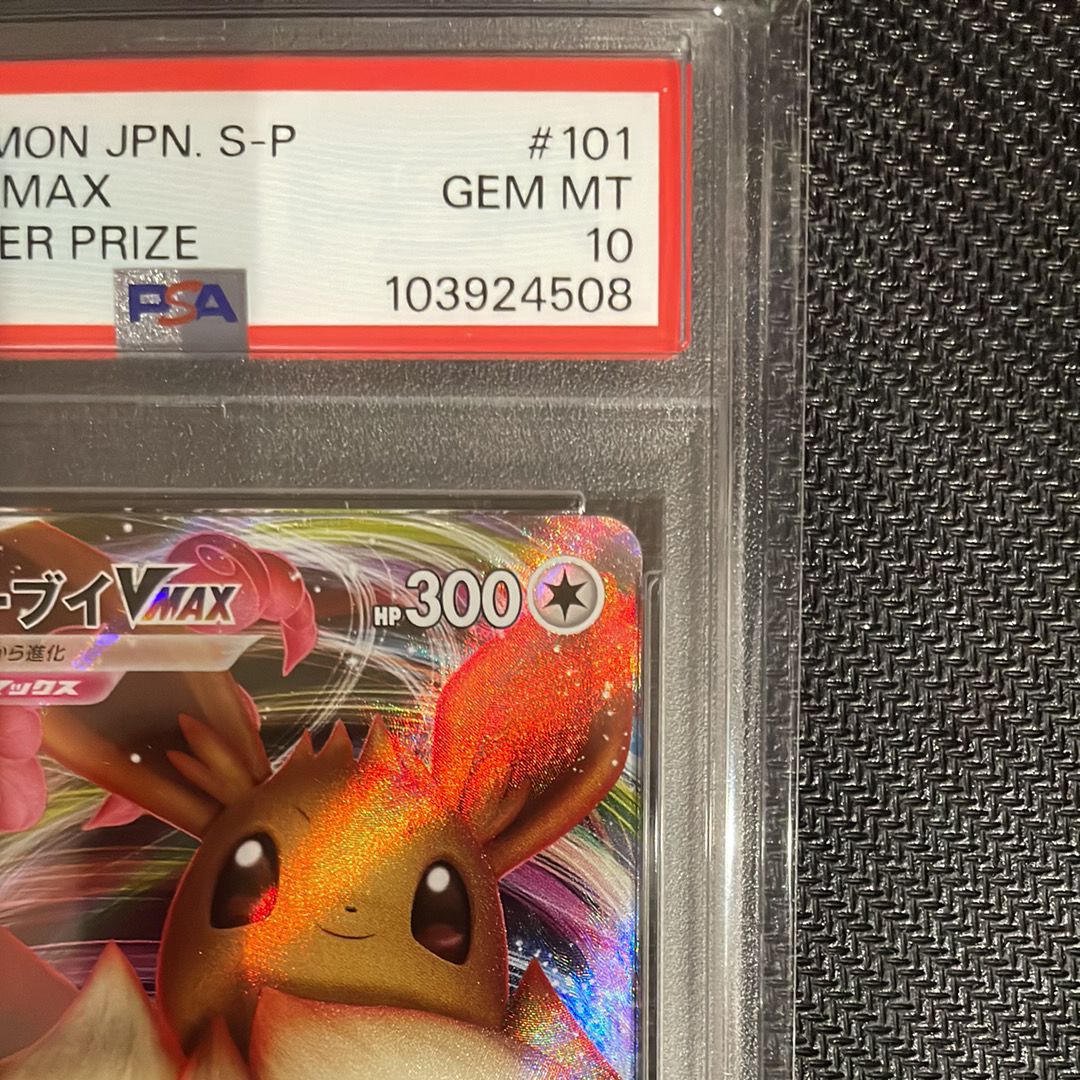 MON JPN. S-P #101
MAX GEM MT
ER PRIZE 10
PSA 103924508
ーブイVMAX HP300
から進化
マックス